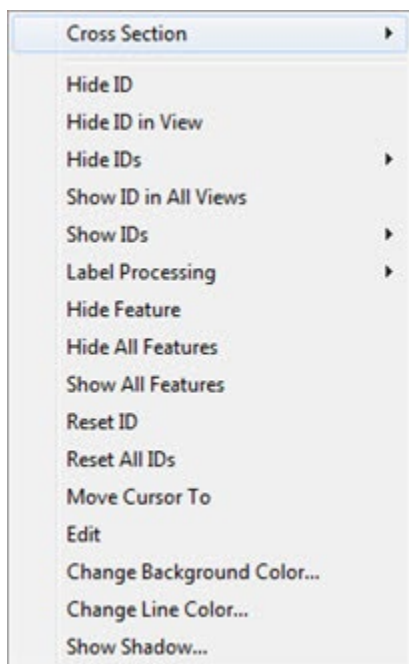 Cross Section
Hide ID
Hide ID in View
Hide IDs
Show ID in All Views
Show IDs
Label Processing
Hide Feature
Hide All Features
Show All Features
Reset ID
Reset All IDs
Move Cursor To
Edit
Change Background Color...
Change Line Color...
Show Shadow...